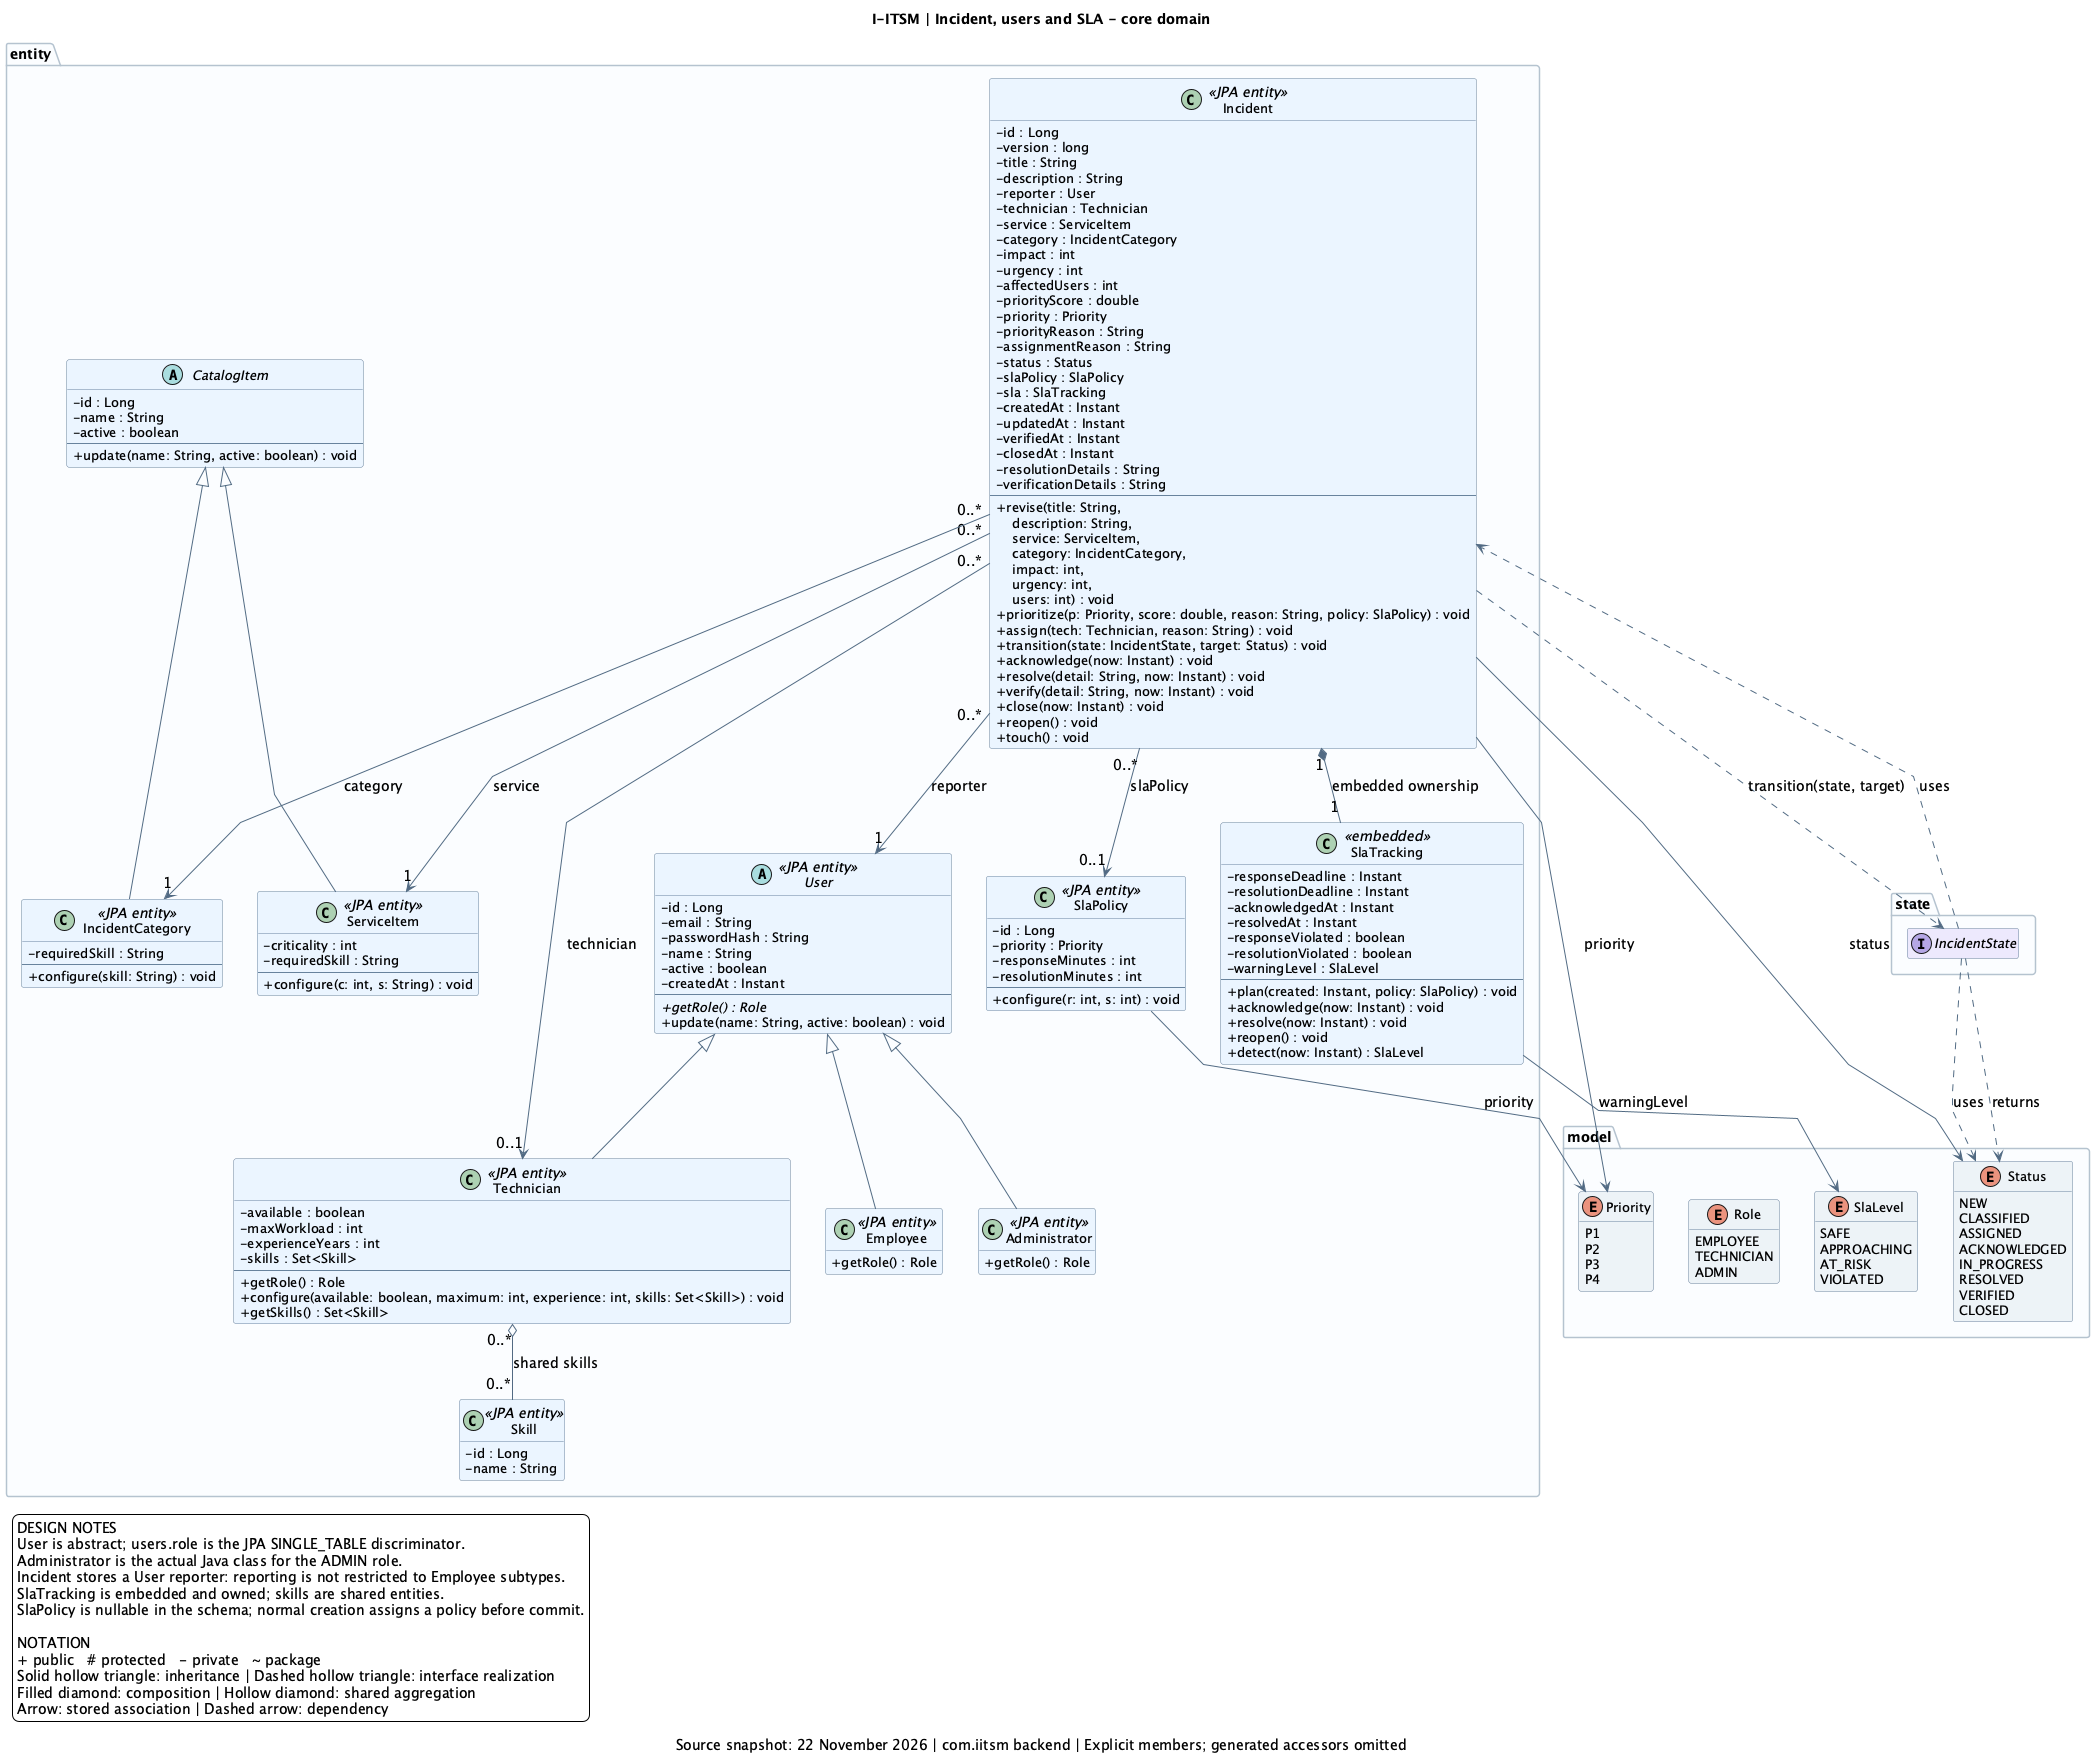 I-ITSM | Incident, users and SLA - core domain
entity
«JPA entity»
Incident
-id : Long
-version : long
-title : String
-description : String
-reporter : User
-technician : Technician
-service : ServiceItem
-category : IncidentCategory
-impact : int
-urgency : int
-affectedUsers : int
-priorityScore : double
-priority : Priority
-priorityReason : String
-assignmentReason : String
-status : Status
-slaPolicy : SlaPolicy
-sla : SlaTracking
-createdAt : Instant
-updatedAt : Instant
-verifiedAt : Instant
-closedAt : Instant
-resolutionDetails : String
-verificationDetails : String
+revise(title: String,
description: String,
service: ServiceItem,
category: IncidentCategory,
impact: int,
urgency: int,
users: int) : void
+prioritize(p: Priority, score: double, reason: String, policy: SlaPolicy) : void
+assign(tech: Technician, reason: String) : void
+transition(state: IncidentState, target: Status) : void
+acknowledge(now: Instant) : void
+resolve(detail: String, now: Instant) : void
+verify(detail: String, now: Instant) : void
+close(now: Instant) : void
+reopen() : void
+touch() : void
A
CatalogItem
-id : Long
-name : String
-active : boolean
+update(name: String, active: boolean) : void
0..*
0..*
0..*
0..*
0..*
1
category
service
reporter
slaPolicy
embedded ownership
transition(state, target)
uses
1
1
1
0..1
1
C
«JPA entity»
IncidentCategory
-requiredSkill : String
+configure(skill: String) : void
C
«JPA entity»
ServiceItem
-criticality : int
-requiredSkill : String
+configure(c: int, s: String) : void
technician
A
«JPA entity»
User
-id : Long
-email : String
-passwordHash : String
-name : String
-active : boolean
-createdAt : Instant
+getRole() : Role
+update(name: String, active: boolean) : void
C
«JPA entity»
SlaPolicy
-id : Long
-priority : Priority
-responseMinutes : int
-resolutionMinutes : int
+configure(r: int, s: int) : void
C
«embedded»
SlaTracking
-responseDeadline : Instant
-resolutionDeadline : Instant
-acknowledgedAt : Instant
-resolvedAt : Instant
-responseViolated : boolean
-resolutionViolated : boolean
-warningLevel : SlaLevel
+plan(created: Instant, policy: SlaPolicy) : void
+acknowledge(now: Instant) : void
+resolve(now: Instant) : void
+reopen() : void
+detect(now: Instant) : SlaLevel
priority
status
state
I
IncidentState
priority
warningLevel
uses
returns
0..1
C
«JPA entity»
Technician
-available : boolean
-maxWorkload : int
-experienceYears : int
-skills : Set<Skill>
+getRole() : Role
+configure(available: boolean, maximum: int, experience: int, skills: Set<Skill>) : void
+getSkills() : Set<Skill>
C
«JPA entity»
Employee
+getRole() : Role
C
«JPA entity»
Administrator
+getRole() : Role
model
E
Priority
P1
P2
P3
P4
E
Role
EMPLOYEE
TECHNICIAN
ADMIN
E
SlaLevel
SAFE
APPROACHING
AT_RISK
VIOLATED
E
Status
NEW
CLASSIFIED
ASSIGNED
ACKNOWLEDGED
IN_PROGRESS
RESOLVED
VERIFIED
CLOSED
0..*
shared skills
0..*
C
«JPA entity»
Skill
-id : Long
-name : String
DESIGN NOTES
User is abstract; users.role is the JPA SINGLE_TABLE discriminator.
Administrator is the actual Java class for the ADMIN role.
Incident stores a User reporter: reporting is not restricted to Employee subtypes.
SlaTracking is embedded and owned; skills are shared entities.
SlaPolicy is nullable in the schema; normal creation assigns a policy before commit.
NOTATION
+ public # protected - private ~ package
Solid hollow triangle: inheritance | Dashed hollow triangle: interface realization
Filled diamond: composition | Hollow diamond: shared aggregation
Arrow: stored association | Dashed arrow: dependency
Source snapshot: 22 November 2026 | com.iitsm backend | Explicit members; generated accessors omitted